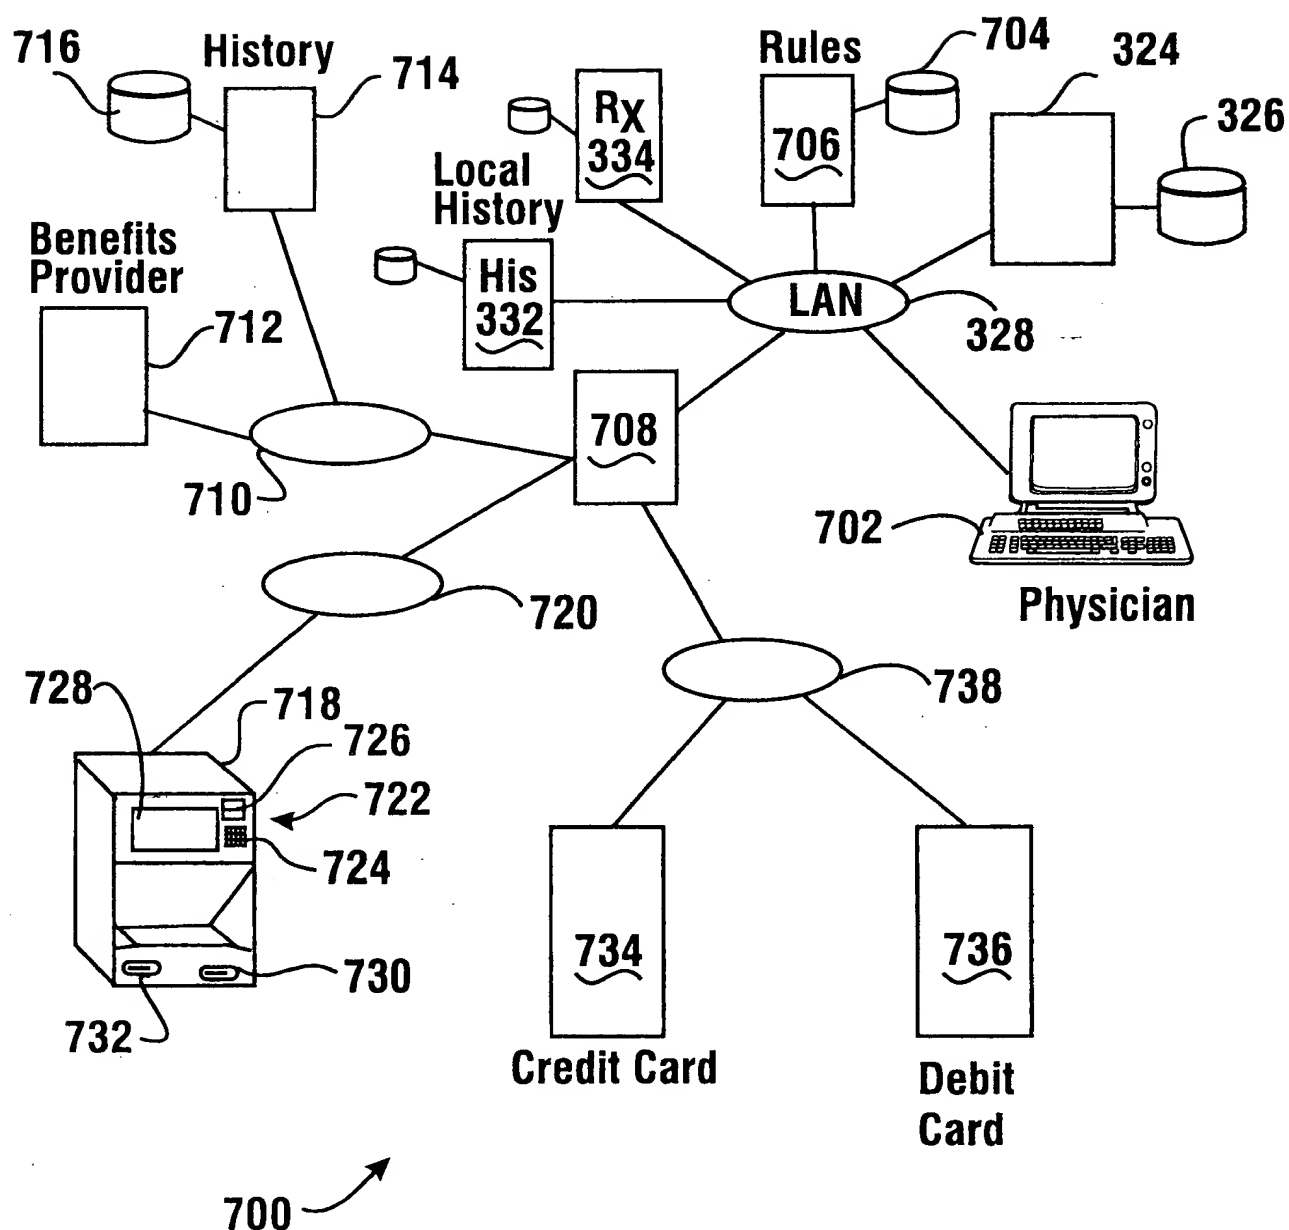 716
History
714
Rules
704
324
326
Rx
334
706
Local
History
Benefits
Provider
712
His
332
LAN
328
708
710
702
Physician
720
728
718
726
722
724
738
730
732
734
736
Credit Card
Debit
Card
700